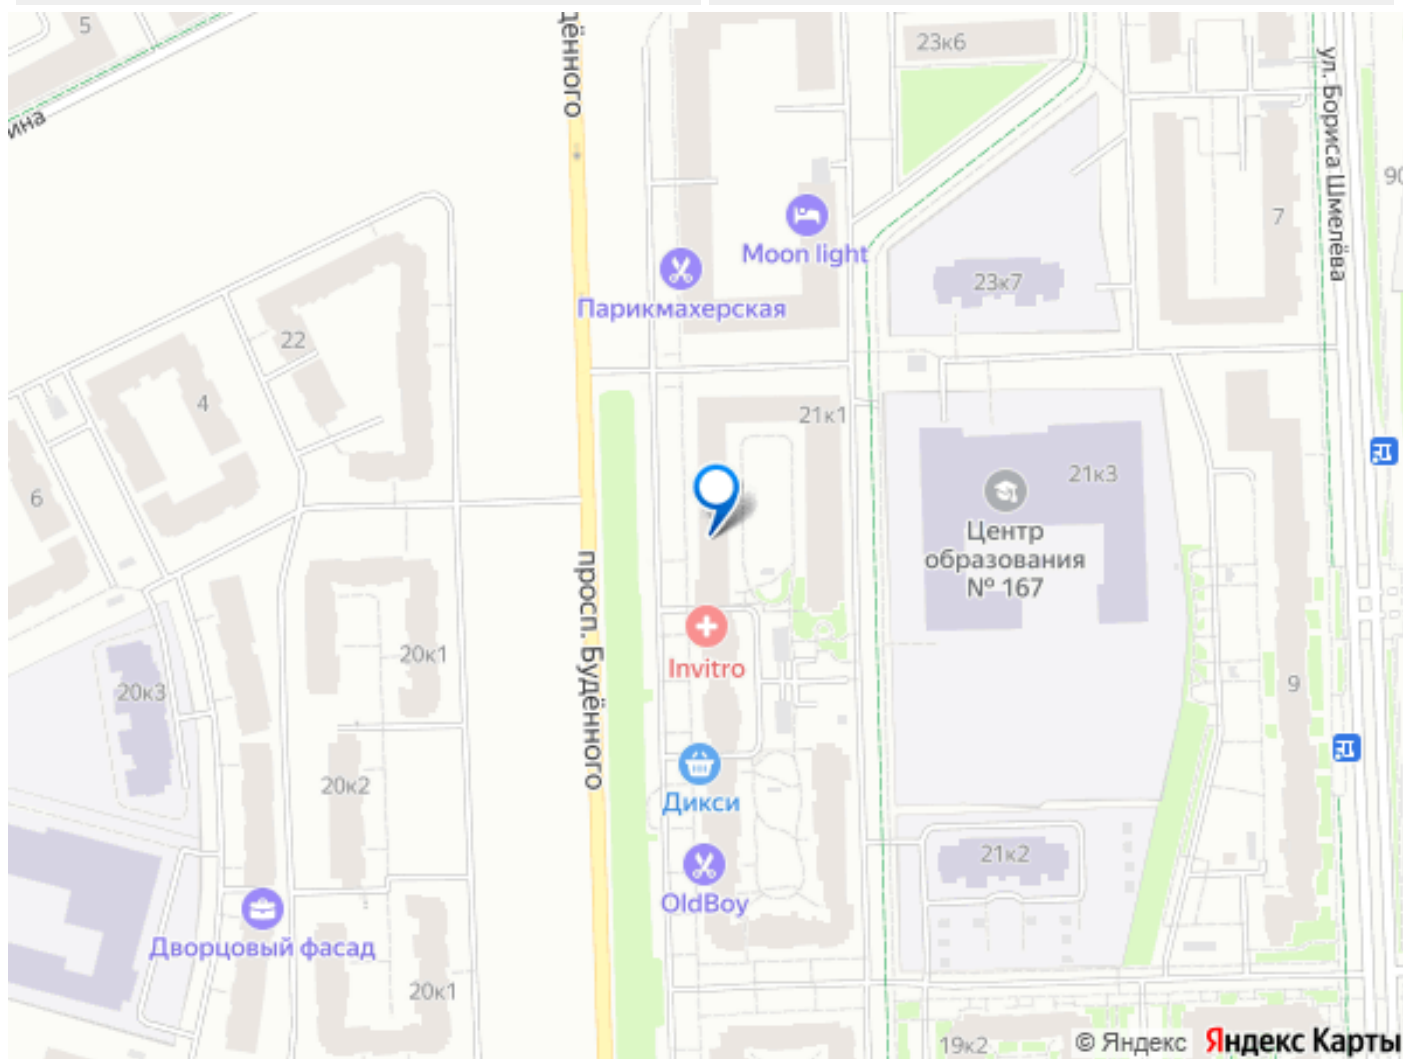 5
дённого
23к6
ул. Бориса Шмелёва
ина
90
7
Moon light
23к7
Парикмахерская
22
4
21к1
6
21к3
Центр
образования
№ 167
просп. Будённого
Invitro
20к1
20к3
9
20к2
Дикси
21к2
OldBoy
Дворцовый фасад
20к1
19к2
© Яндекс Яндекс Карты